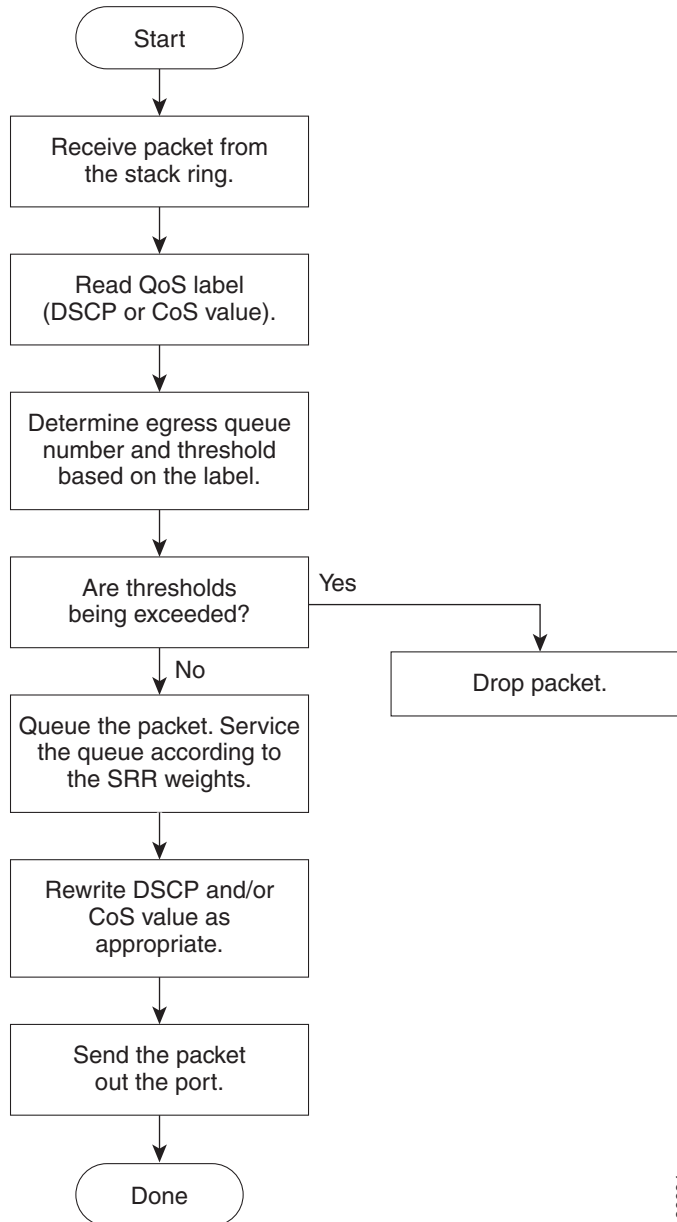 Start
Receive packet from
the stack ring.
Read QoS label
(DSCP or CoS value).
Determine egress queue
number and threshold
based on the label.
Are thresholds
being exceeded?
Yes
No
Drop packet.
Queue the packet. Service
the queue according to
the SRR weights.
Rewrite DSCP and/or
CoS value as
appropriate.
Send the packet
out the port.
Done